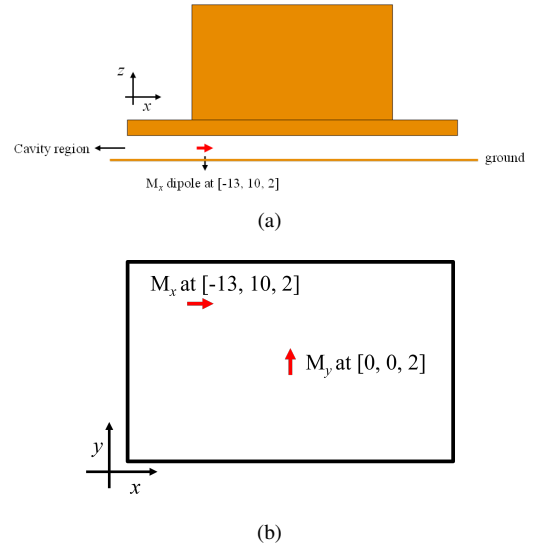 z
x
Cavity region
ground
Mx dipole at [-13, 10, 2]
(a)
Mx at [-13, 10, 2]
My at [0, 0, 2]
y
x
(b)